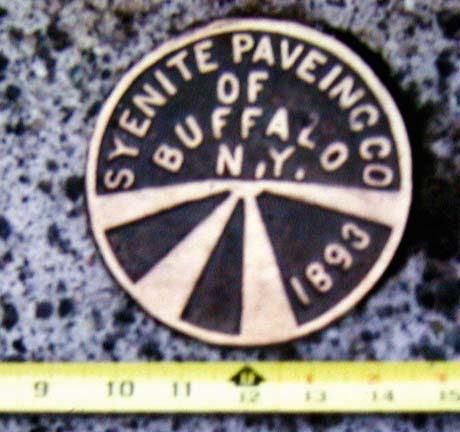 SYENITE PAVEING CO
OF
BUFFALO
N.Y.
1893
9 10 11 12 13 14 15